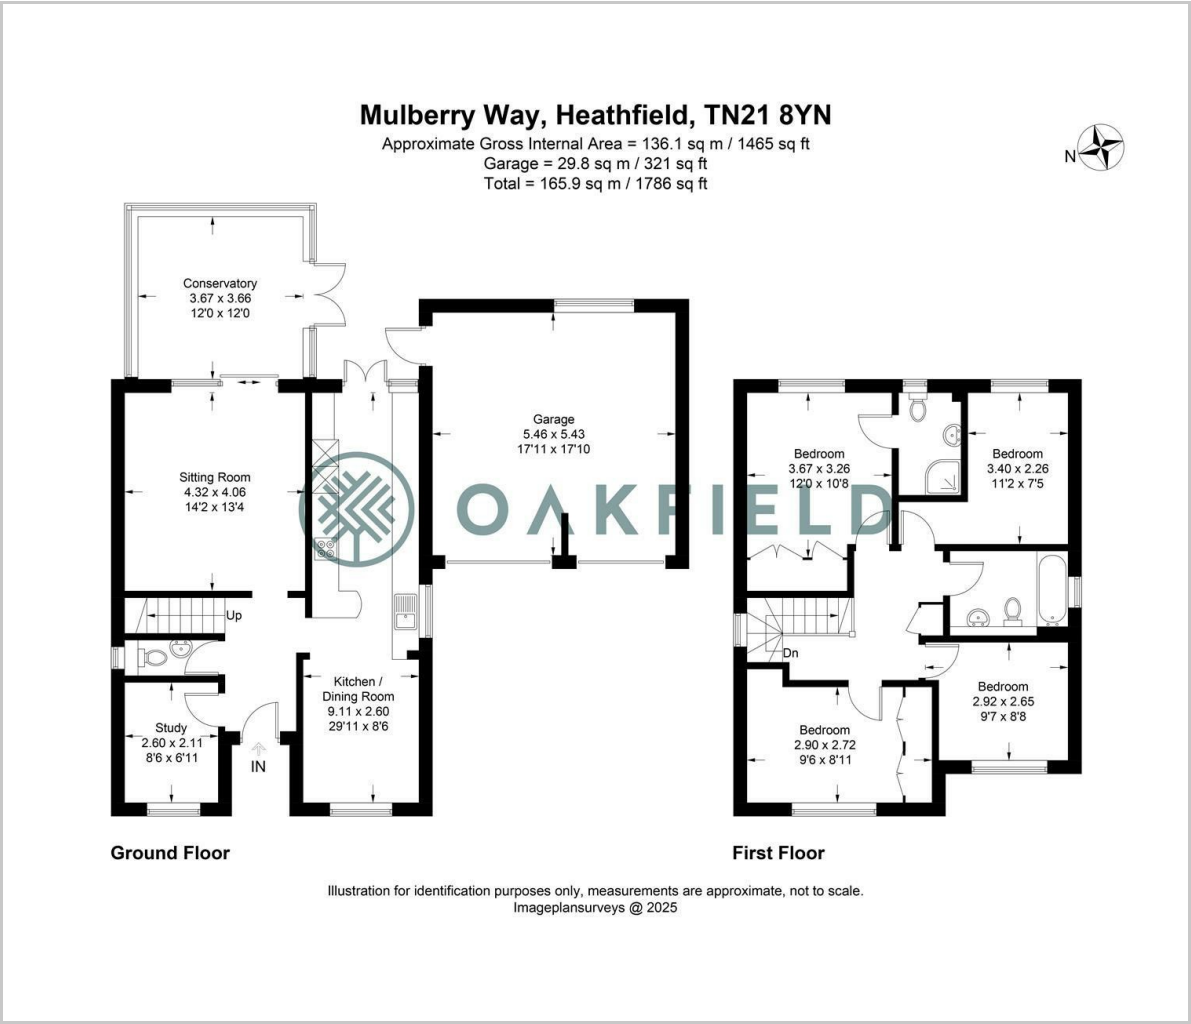 Mulberry Way, Heathfield, TN21 8YN
Approximate Gross Internal Area = 136.1 sq m / 1465 sq ft
Garage = 29.8 sq m / 321 sq ft
Total = 165.9 sq m / 1786 sq ft
N
Conservatory
3.67 x 3.66
12'0 x 12'0
Garage
5.46 x 5.43
17'11 x 17'10
Sitting Room
4.32 x 4.06
14'2 x 13'4
Up
Kitchen /
Dining Room
9.11 x 2.60
29'11 x 8'6
Study
2.60 x 2.11
8'6 x 6'11
IN
OAKFIELD
Bedroom
3.67 x 3.26
12'0 x 10'8
Bedroom
3.40 x 2.26
11'2 x 7'5
Dn
Bedroom
2.92 x 2.65
9'7 x 8'8
Bedroom
2.90 x 2.72
9'6 x 8'11
Ground Floor
First Floor
Illustration for identification purposes only, measurements are approximate, not to scale.
Imageplansurveys @ 2025